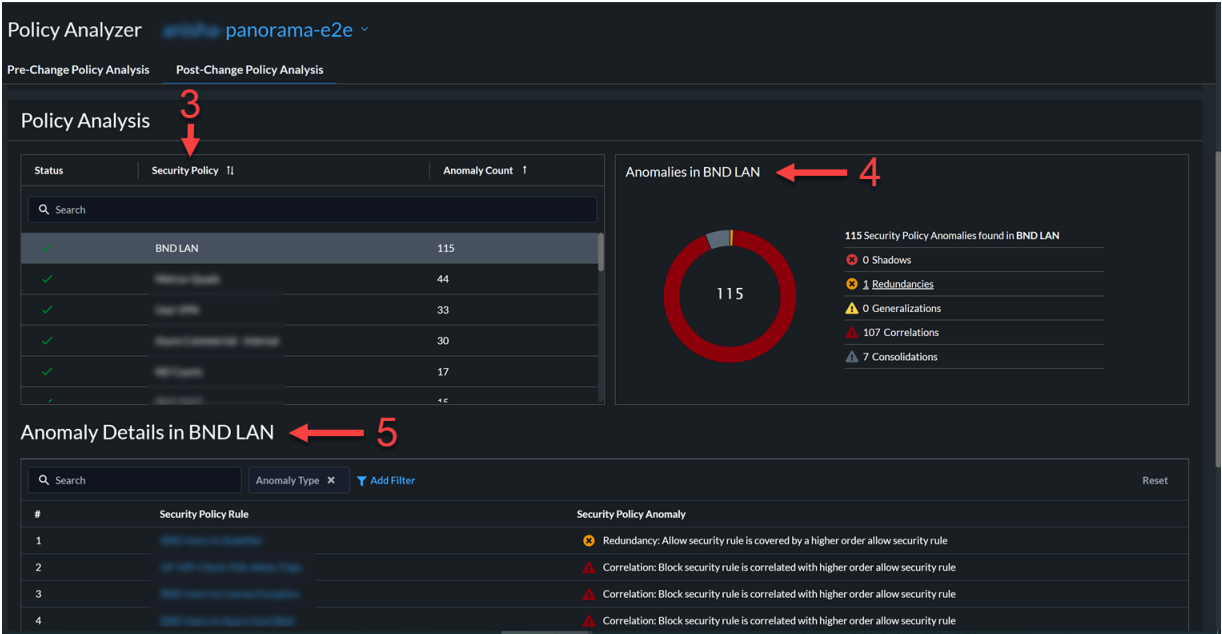 Policy Analyzer panorama-e2e
Pre-Change Policy Analysis Post-Change Policy Analysis
3
Policy Analysis
Status Security Policy Anomaly Count
Search
BND LAN 115
44
33
30
17
15
Anomalies in BND LAN 4
115 Security Policy Anomalies found in BND LAN
115
0 Shadows
1 Redundancies
0 Generalizations
107 Correlations
7 Consolidations
Anomaly Details in BND LAN 5
Search Anomaly Type Add Filter Reset
# Security Policy Rule Security Policy Anomaly
1 Redundancy: Allow security rule is covered by a higher order allow security rule
2 Correlation: Block security rule is correlated with higher order allow security rule
3 Correlation: Block security rule is correlated with higher order allow security rule
4 Correlation: Block security rule is correlated with higher order allow security rule